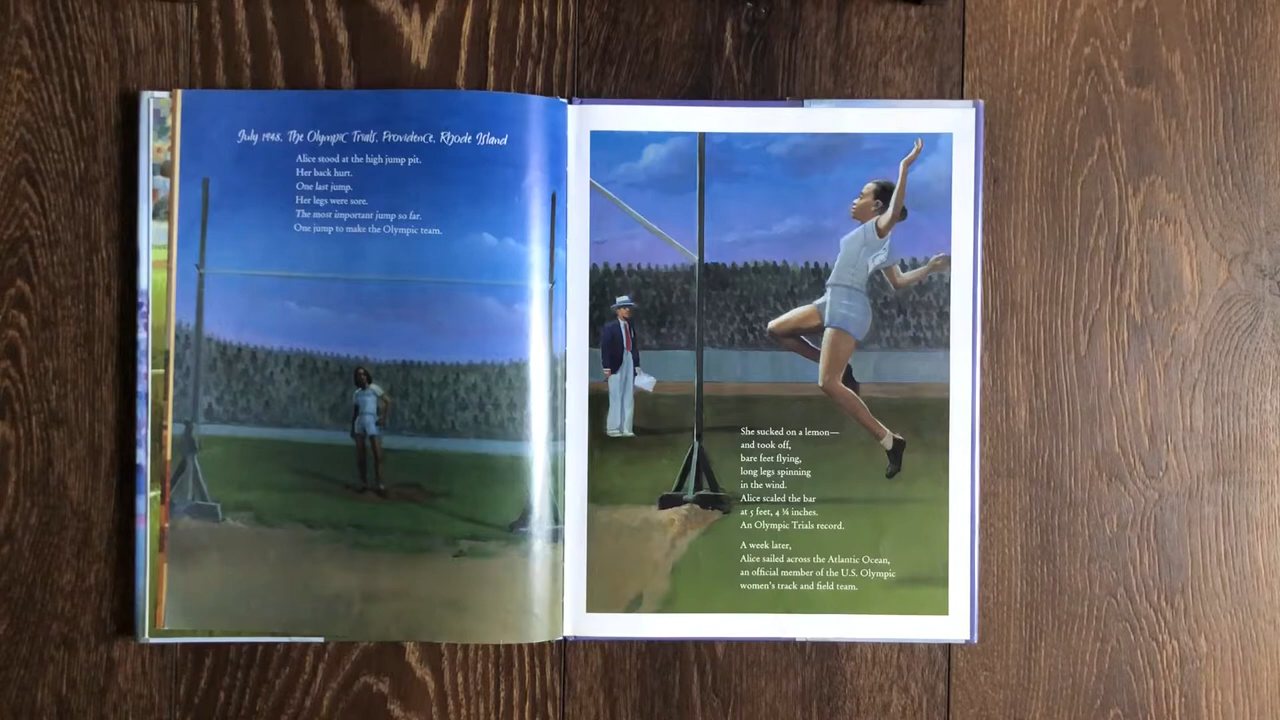 July 1948, The Olympic Trials, Providence, Rhode Island
Alice stood at the high jump pit.
Her back hurt.
One last jump.
Her legs were sore.
The most important jump so far.
One jump to make the Olympic team.
She sucked on a lemon—
and took off,
bare feet flying,
long legs spinning
in the wind.
Alice scaled the bar
at 5 feet, 4 ¾ inches.
An Olympic Trials record.
A week later,
Alice sailed across the Atlantic Ocean,
an official member of the U.S. Olympic
women's track and field team.